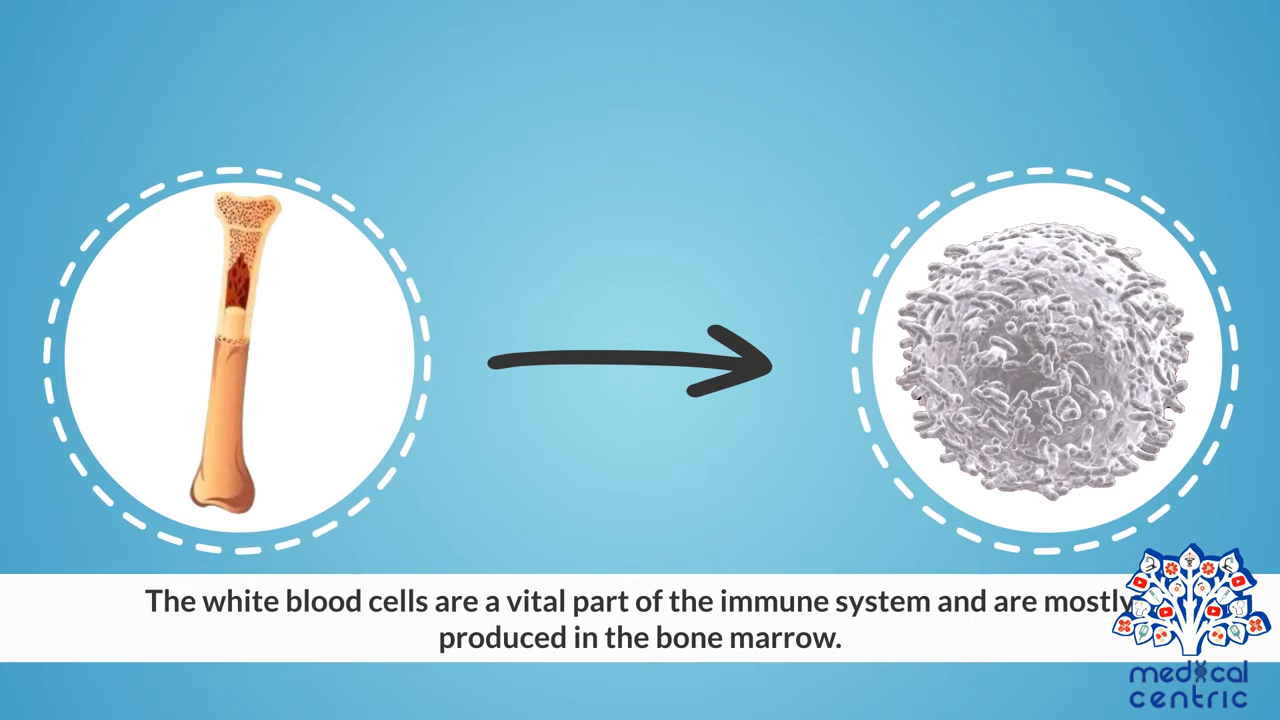 The white blood cells are a vital part of the immune system and are mostly
produced in the bone marrow.
medical
centric